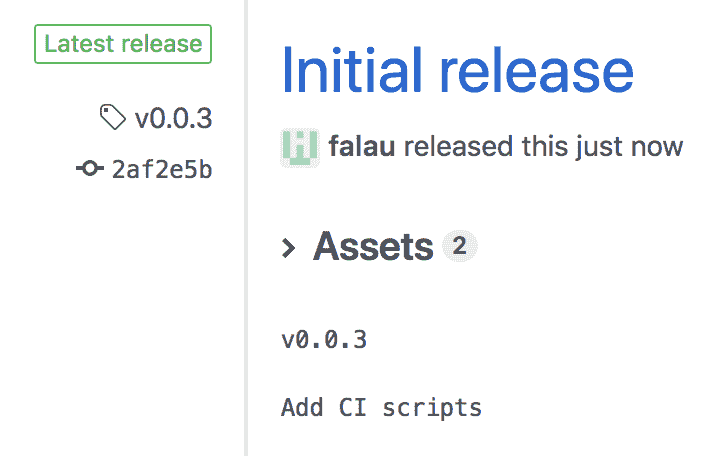 Latest release
v0.0.3
2af2e5b
Initial release
falau released this just now
Assets 2
v0.0.3
Add CI scripts